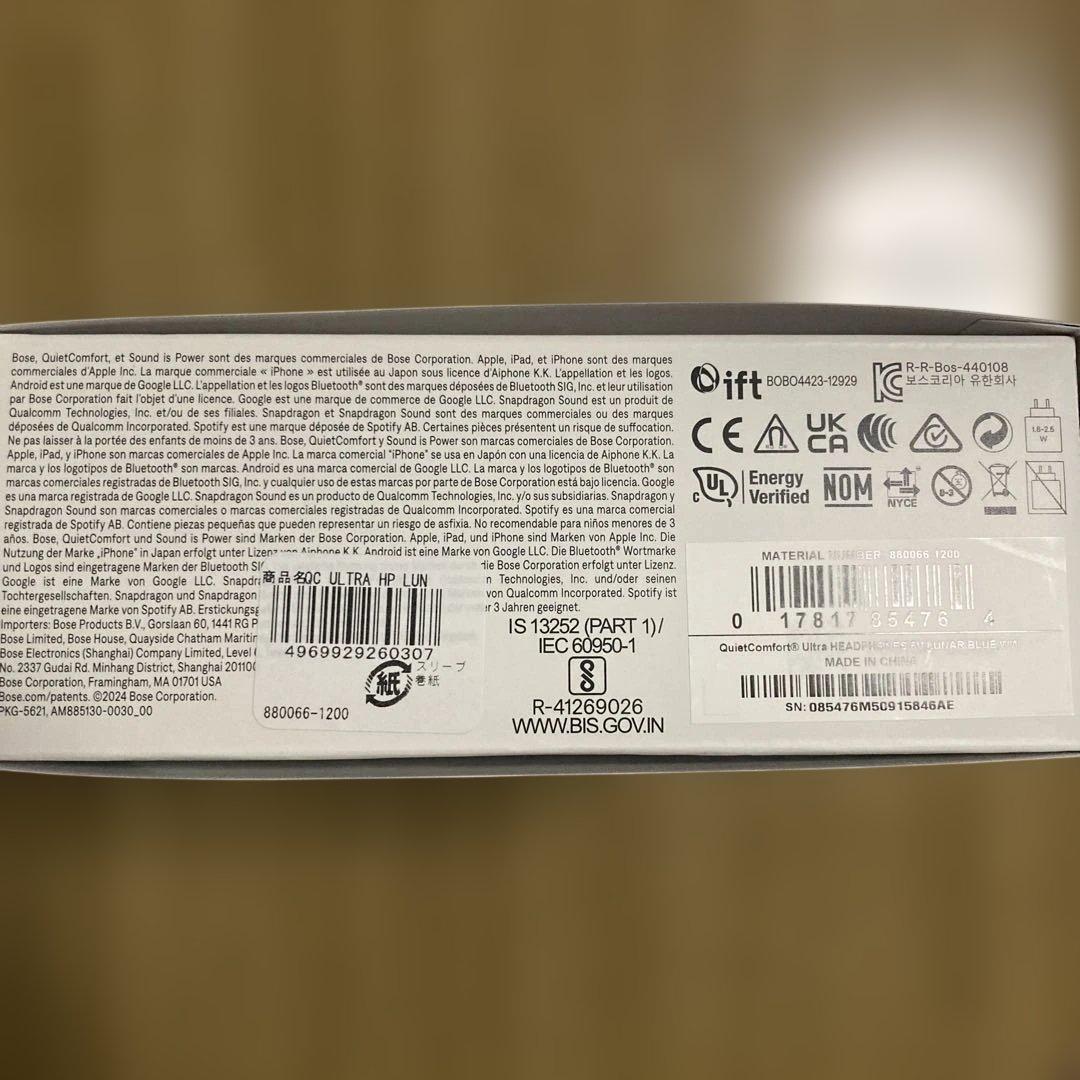 Bose, QuietComfort, et Sound is Power sont des marques commerciales de Bose Corporation. Apple, iPad, et iPhone sont des marques
commerciales d'Apple Inc. La marque commerciale « iPhone » est utilisée au Japon sous licence d'Aiphone K.K. L'appellation et les logos.
Android est une marque de Google LLC. L'appellation et les logos Bluetooth® sont des marques déposées de Bluetooth SIG, Inc. et leur utilisation
par Bose Corporation fait l'objet d'une licence. Google est une marque de commerce de Google LLC. Snapdragon Sound est un produit de
Qualcomm Technologies, Inc. et/ou de ses filiales. Snapdragon et Snapdragon Sound sont des marques commerciales ou des marques
déposées de Qualcomm Incorporated. Spotify est une marque déposée de Spotify AB. Certaines pièces présentent un risque de suffocation.
Ne pas laisser à la portée des enfants de moins de 3 ans. Bose, QuietComfort y Sound is Power son marcas comerciales de Bose Corporation.
Apple, iPad, y iPhone son marcas comerciales de Apple Inc. La marca comercial "iPhone" se usa en Japón con una licencia de Aiphone K.K. La
marca y los logotipos de Bluetooth® son marcas. Android es una marca comercial de Google LLC. La marca y los logotipos de Bluetooth® son
marcas comerciales registradas de Bluetooth SIG, Inc. y cualquier uso de estas marcas por parte de Bose Corporation está bajo licencia. Google
es una marca registrada de Google LLC. Snapdragon Sound es un producto de Qualcomm Technologies, Inc. y/o sus subsidiarias. Snapdragon y
Snapdragon Sound son marcas comerciales o marcas comerciales registradas de Qualcomm Incorporated. Spotify es una marca comercial
registrada de Spotify AB. Contiene piezas pequeñas que pueden representar un riesgo de asfixia. No recomendable para niños menores de 3
años. Bose, QuietComfort und Sound is Power sind Marken der Bose Corporation. Apple, iPad, und iPhone sind Marken von Apple Inc. Die
Nutzung der Marke „iPhone" in Japan erfolgt unter Lizenz von Aiphone K.K. Android ist eine Marke von Google LLC. Die Bluetooth® Wortmarke
und Logos sind eingetragene Marken der Bluetooth die Bose Corporation erfolgt unter Lizenz.
Google ist eine Marke von Google LLC. Technologies, Inc. und/oder seinen
Tochtergesellschaften. Snapdragon und Snapdragon von Qualcomm Incorporated. Spotify ist
eine eingetragene Marke von Spotify AB. 3 Jahren geeignet.
Importers: Bose Products B.V., Gorslaan 60, 1441 RG
Bose Limited, Bose House, Quayside Chatham
Bose Electronics (Shanghai) Company Limited, Level
No. 2337 Gudai Rd. Minhang District, Shanghai
Bose Corporation, Framingham, MA 01701 USA
Bose.com/patents. ©2024 Bose Corporation.
PKG-5621, AM885130-0030_00
商品名QC ULTRA HP LUN
4969929260307
紙
スリーブ
巻紙
880066-1200
IS 13252 (PART 1)/
IEC 60950-1
R-41269026
WWW.BIS.GOV.IN
ift BOBO4423-12929
R-R-Bos-440108
보스코리아 유한회사
CE
UK
CA
1.8-2.5
W
c UL Energy
Verified
NOM
NYCE
0-3
MATERIAL NUMBER 880066-1200
0 17817 85476 4
QuietComfort® Ultra HEADPHONES LUNAR BLUE
MADE IN CHINA
SN: 085476M50915846AE